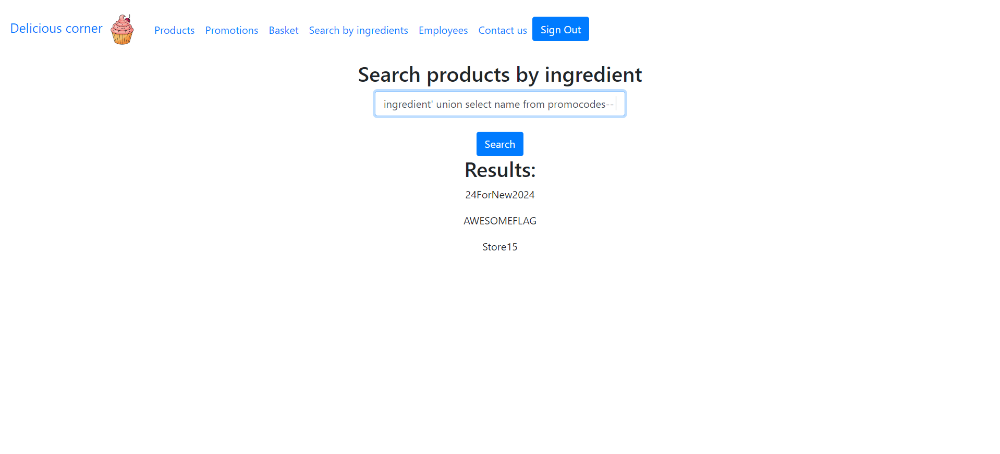 Delicious corner Products Promotions Basket Search by ingredients Employees Contact us Sign Out
Search products by ingredient
ingredient' union select name from promocodes--
Search
Results:
24ForNew2024
AWESOMEFLAG
Store15